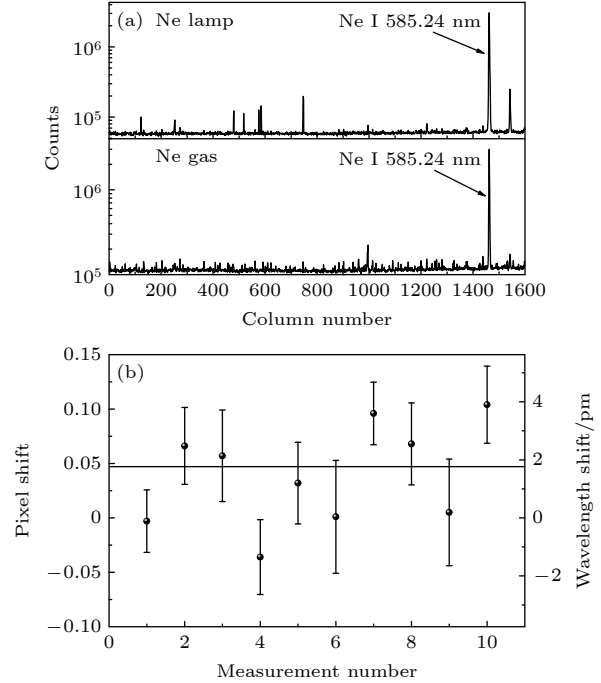 (a) Ne lamp Ne I 585.24 nm
10⁶
10⁵
Counts
Ne gas Ne I 585.24 nm
10⁶
10⁵
0 200 400 600 800 1000 1200 1400 1600
Column number
(b)
0.15
0.10
0.05
0
−0.05
−0.10
Pixel shift
4
2
0
−2
Wavelength shift/pm
0 2 4 6 8 10
Measurement number